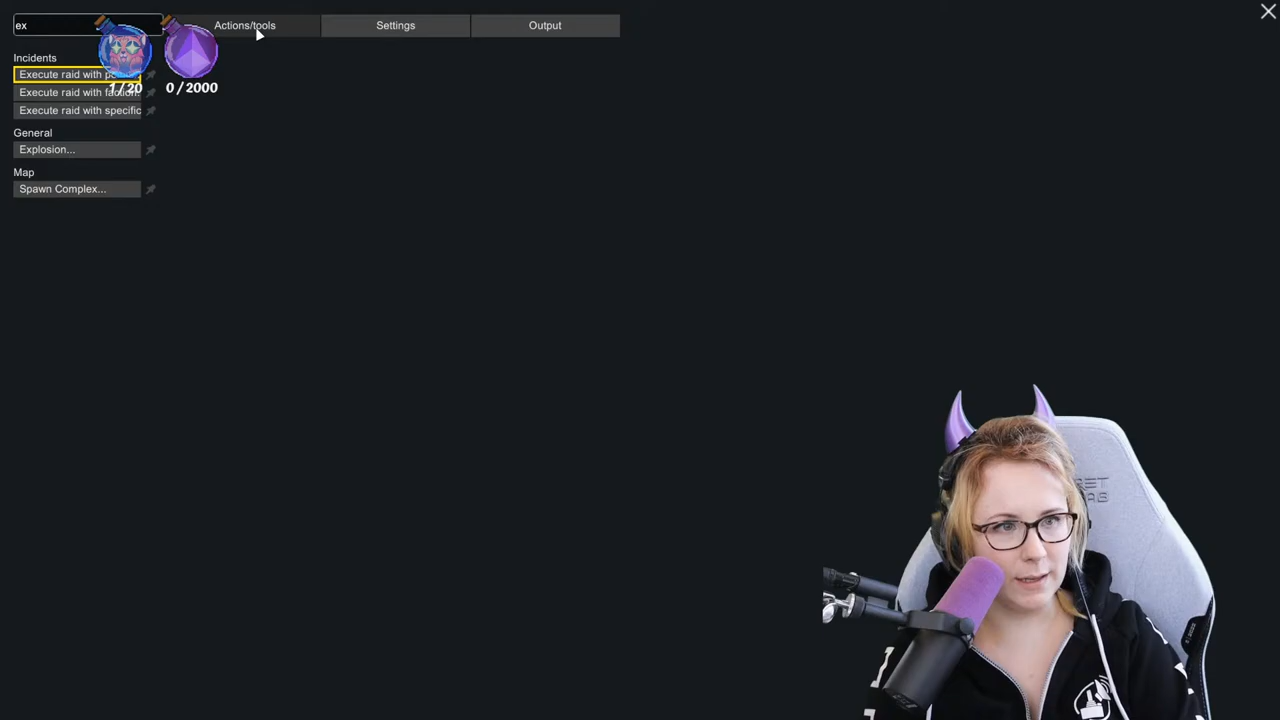 ex
Actions/tools
Settings
Output
Incidents
Execute raid with
1/20
0/2000
Execute raid with faction
Execute raid with specific
General
Explosion...
Map
Spawn Complex...